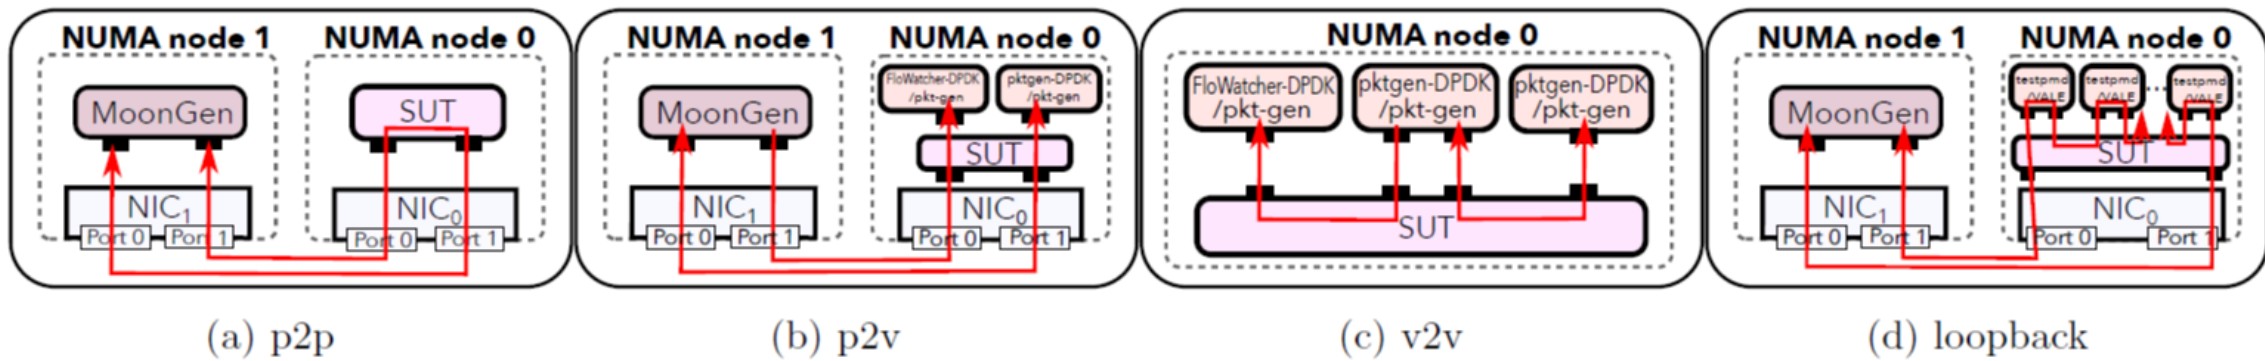 NUMA node 1
NUMA node 0
MoonGen
SUT
NIC1
NIC0
Port 0
Port 1
Port 0
Port 1
(a) p2p
NUMA node 1
NUMA node 0
MoonGen
FloWatcher-DPDK
/pkt-gen
pktgen-DPDK
/pkt-gen
SUT
NIC1
NIC0
Port 0
Port 1
Port 0
Port 1
(b) p2v
NUMA node 0
FloWatcher-DPDK
/pkt-gen
pktgen-DPDK
/pkt-gen
pktgen-DPDK
/pkt-gen
SUT
(c) v2v
NUMA node 1
NUMA node 0
MoonGen
testpmd
/VALE
testpmd
/VALE
...
testpmd
/VALE
SUT
NIC1
NIC0
Port 0
Port 1
Port 0
Port 1
(d) loopback